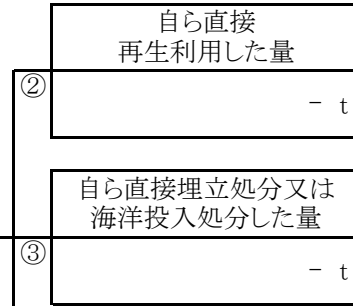 自ら直接
再生利用した量
②
− t
自ら直接埋立処分又は
海洋投入処分した量
③
− t